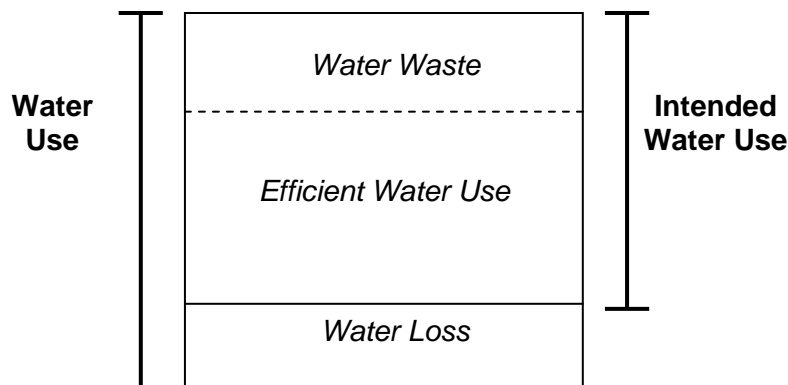 Water Waste
Water
Use
Intended
Water Use
Efficient Water Use
Water Loss